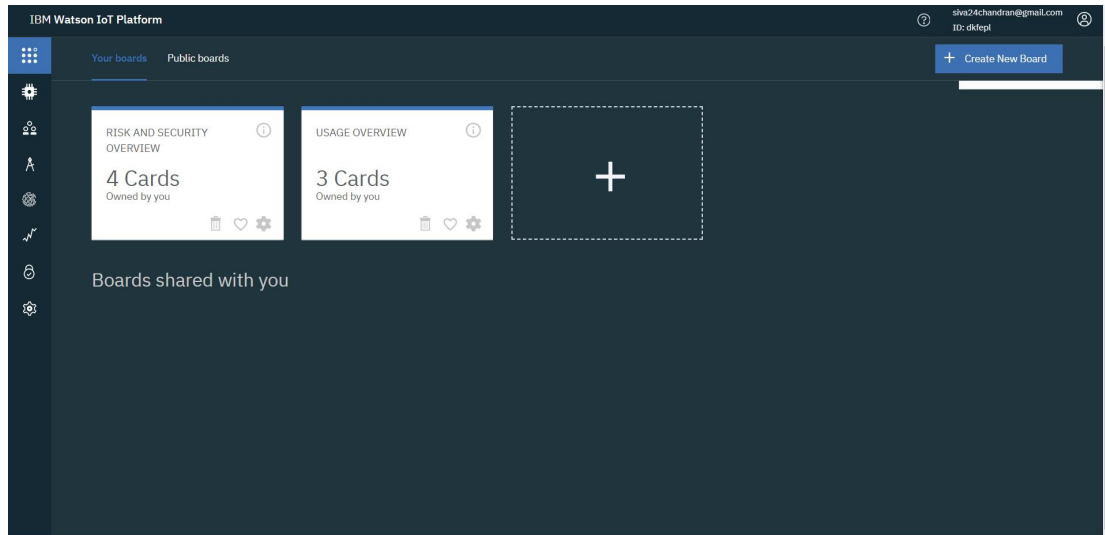 IBM Watson IoT Platform
siva24chandran@gmail.com
ID: dkfepl
Your boards
Public boards
Create New Board
RISK AND SECURITY
OVERVIEW
4 Cards
Owned by you
USAGE OVERVIEW
3 Cards
Owned by you
Boards shared with you